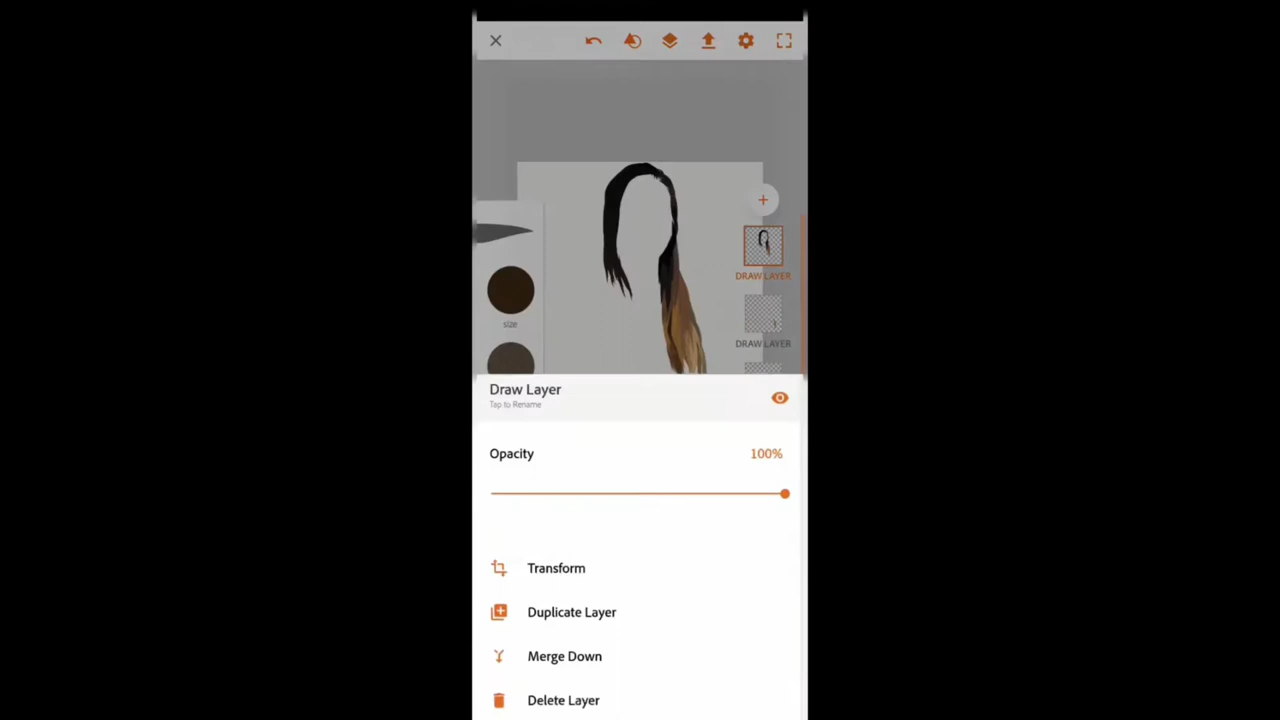 DRAW LAYER
size
DRAW LAYER
Draw Layer
Tap to Rename
Opacity 100%
Transform
Duplicate Layer
Merge Down
Delete Layer